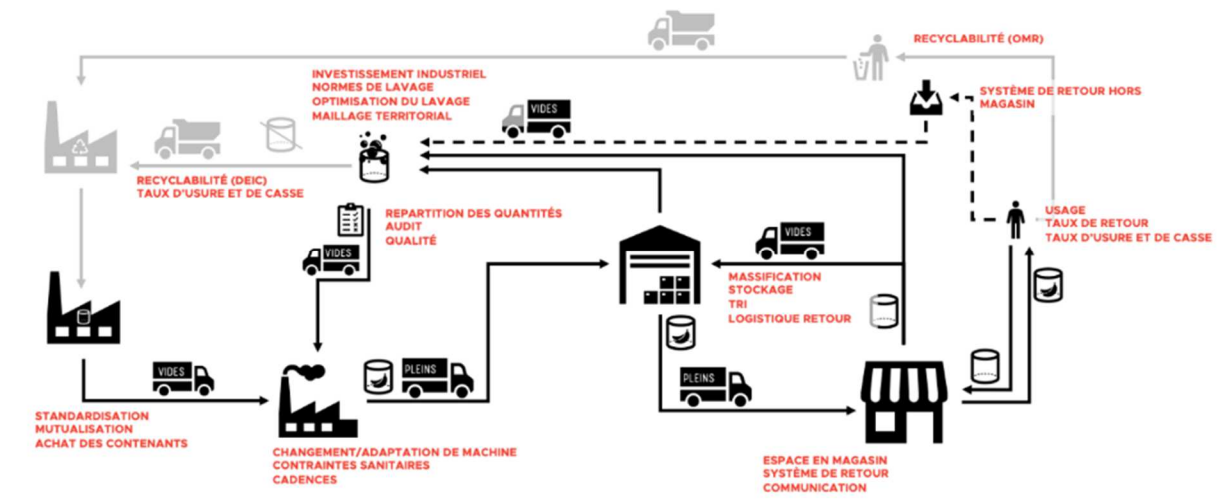 RECYCLABILITÉ (OMR)
INVESTISSEMENT INDUSTRIEL
NORMES DE LAVAGE
OPTIMISATION DU LAVAGE
MAILLAGE TERRITORIAL
VIDES
SYSTÈME DE RETOUR HORS
MAGASIN
RECYCLABILITÉ (DEIC)
TAUX D'USURE ET DE CASSE
REPARTITION DES QUANTITÉS
AUDIT
QUALITÉ
VIDES
VIDES
USAGE
TAUX DE RETOUR
TAUX D'USURE ET DE CASSE
MASSIFICATION
STOCKAGE
TRI
LOGISTIQUE RETOUR
VIDES
PLEINS
PLEINS
STANDARDISATION
MUTUALISATION
ACHAT DES CONTENANTS
CHANGEMENT/ADAPTATION DE MACHINE
CONTRAINTES SANITAIRES
CADENCES
ESPACE EN MAGASIN
SYSTÈME DE RETOUR
COMMUNICATION